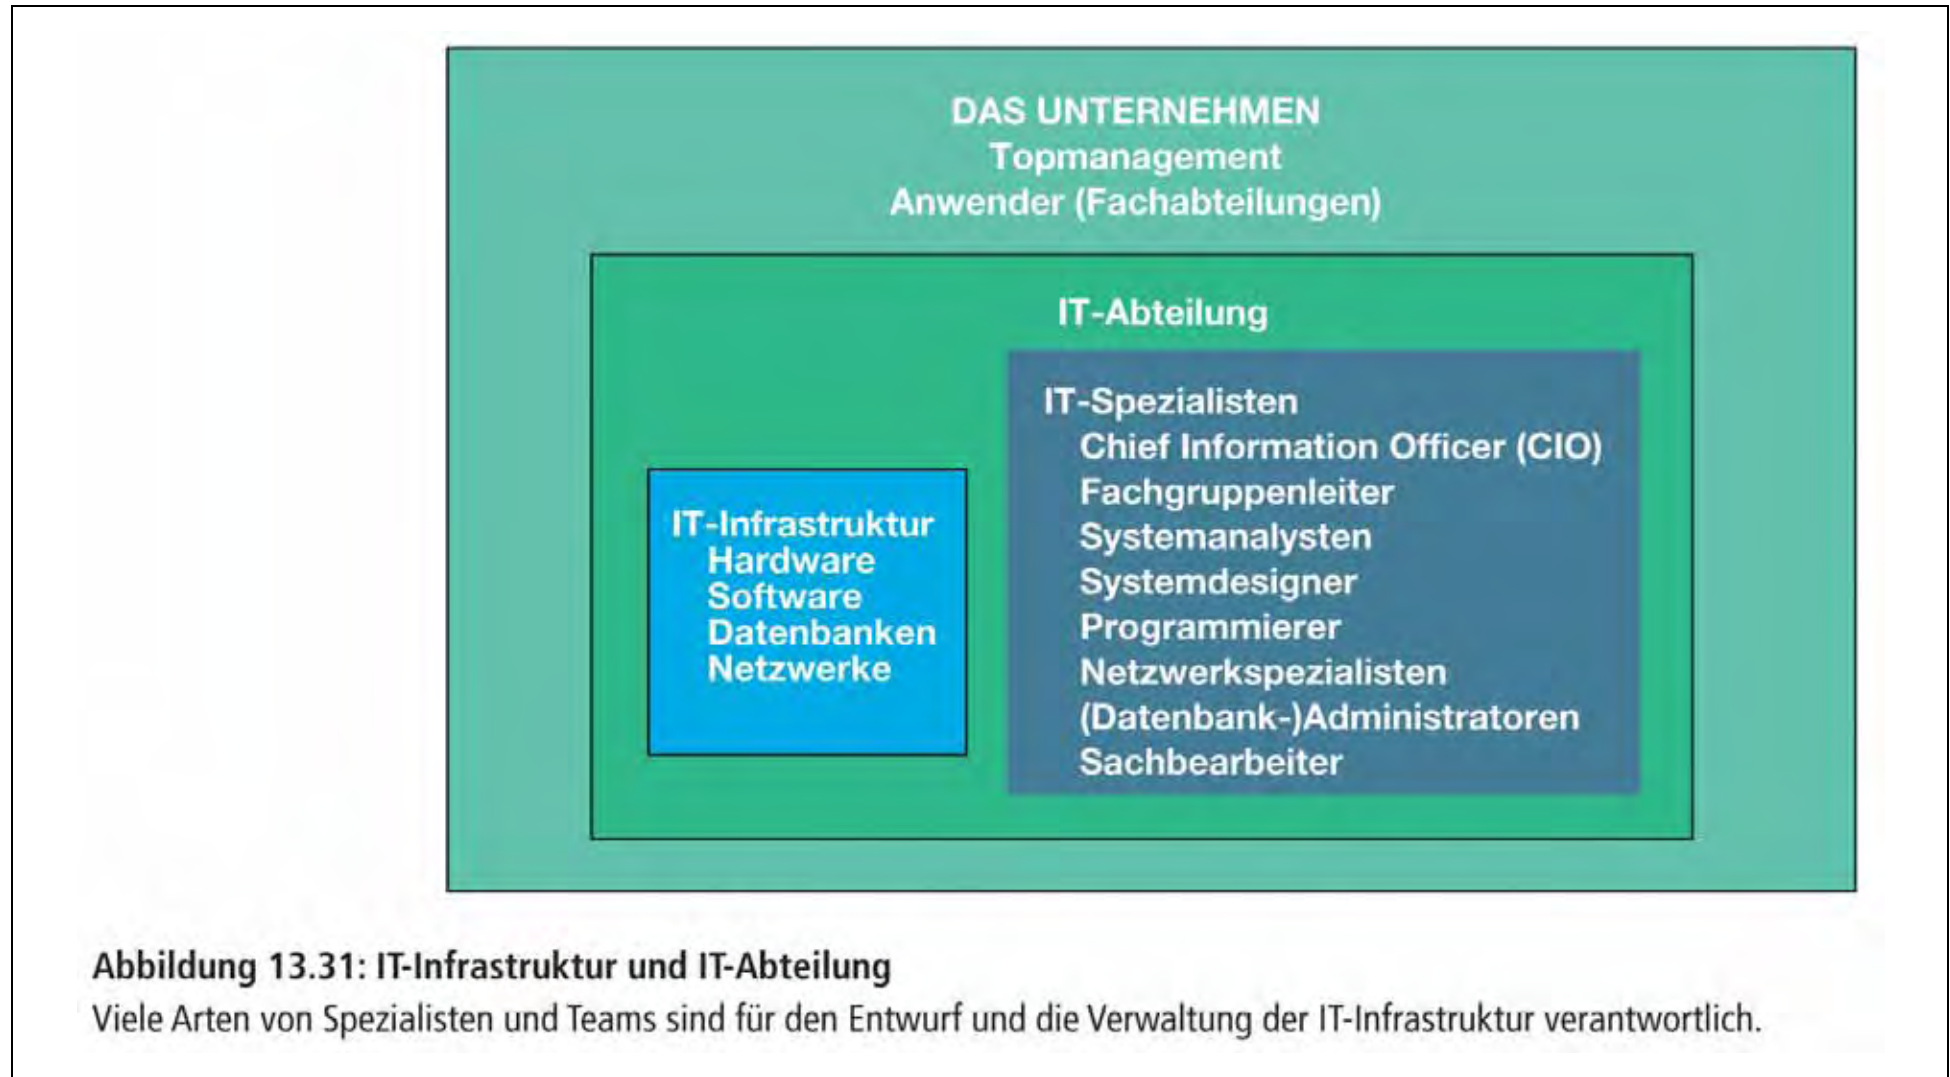 DAS UNTERNEHMEN
Topmanagement
Anwender (Fachabteilungen)
IT-Abteilung
IT-Infrastruktur
Hardware
Software
Datenbanken
Netzwerke
IT-Spezialisten
Chief Information Officer (CIO)
Fachgruppenleiter
Systemanalysten
Systemdesigner
Programmierer
Netzwerkspezialisten
(Datenbank-)Administratoren
Sachbearbeiter
Abbildung 13.31: IT-Infrastruktur und IT-Abteilung
Viele Arten von Spezialisten und Teams sind für den Entwurf und die Verwaltung der IT-Infrastruktur verantwortlich.